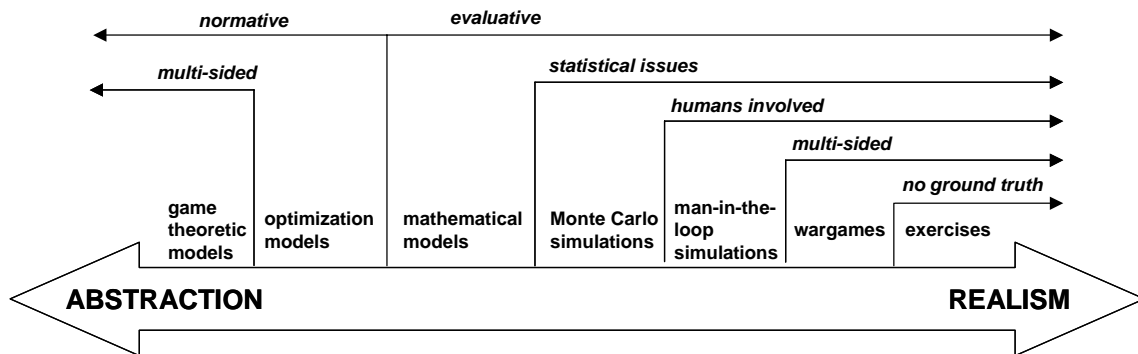 normative
evaluative
multi-sided
statistical issues
humans involved
multi-sided
no ground truth
game
theoretic
models
optimization
models
mathematical
models
Monte Carlo
simulations
man-in-the-
loop
simulations
wargames
exercises
ABSTRACTION
REALISM